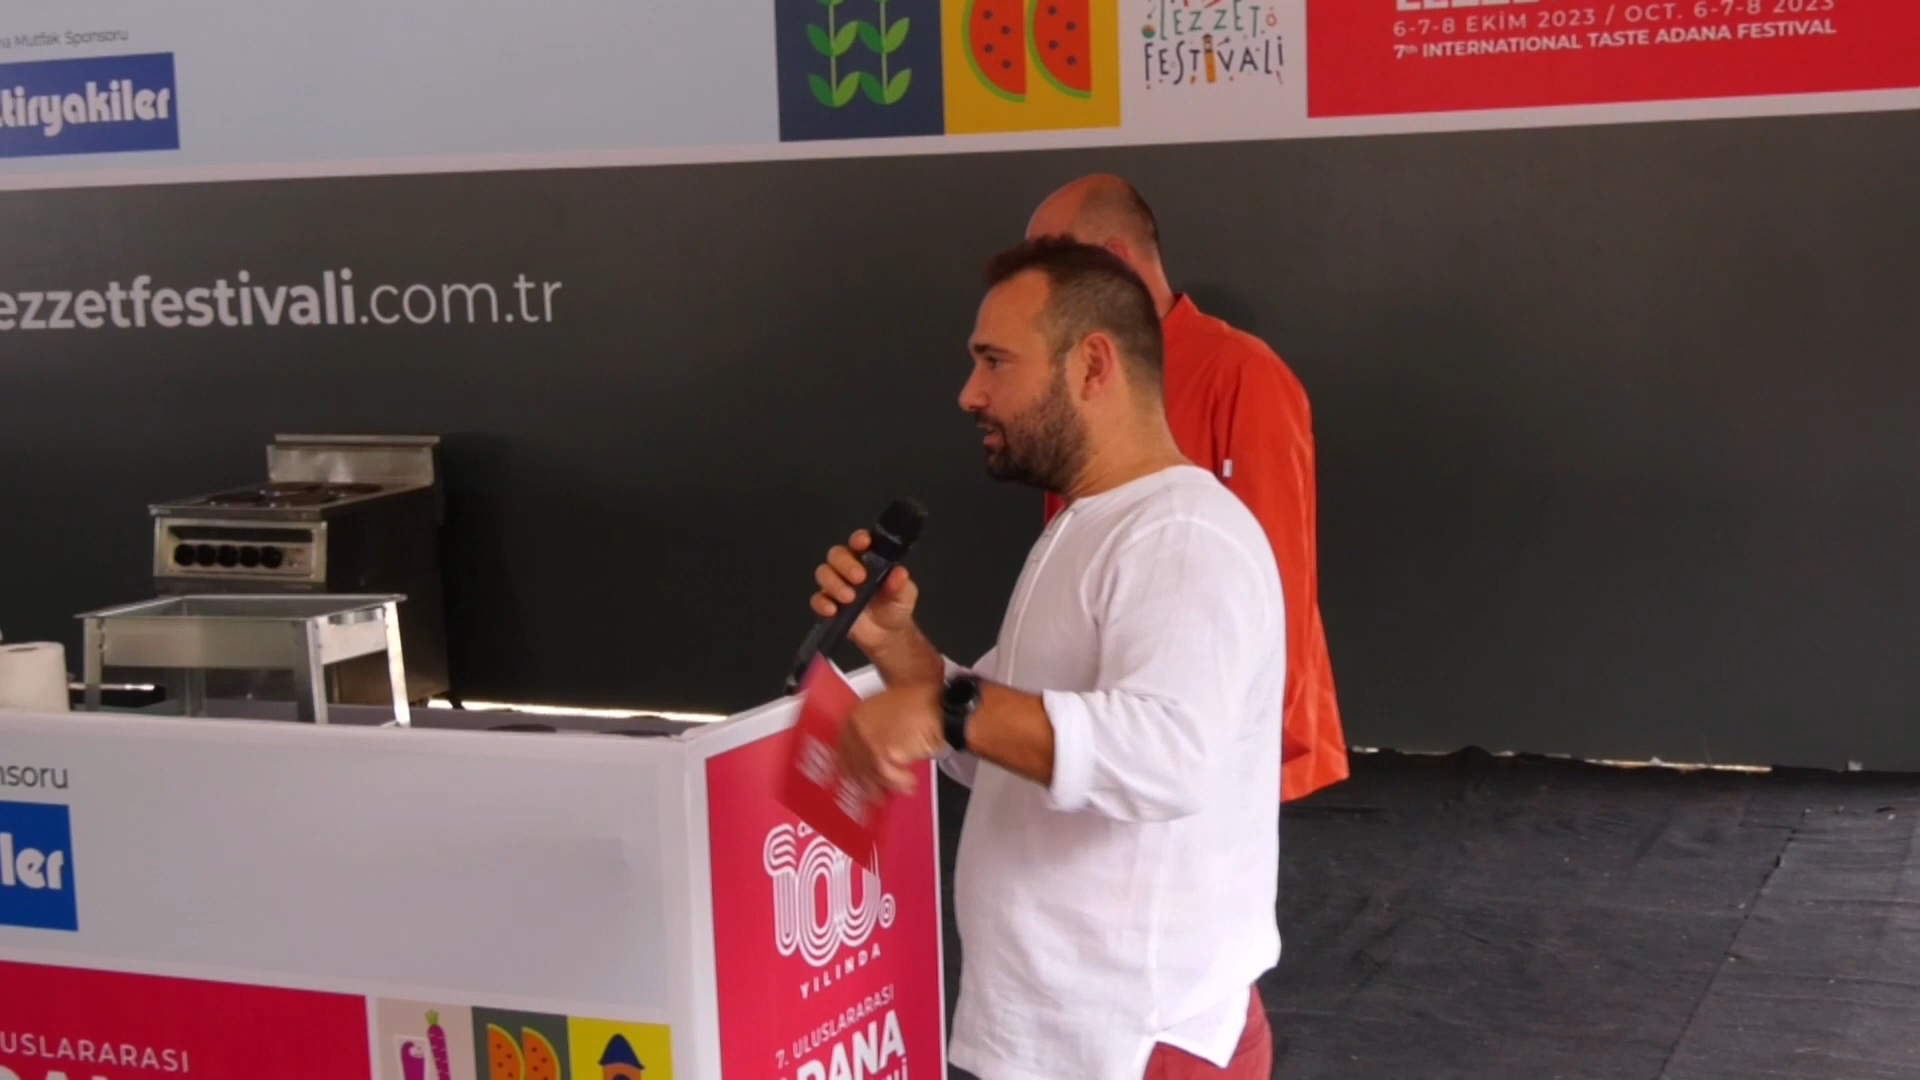 Mutfak Sponsoru
tiryakiler
LEZZET
FESTİVALİ
6-7-8 EKİM 2023 / OCT. 6-7-8 2023
7th INTERNATIONAL TASTE ADANA FESTIVAL
ezzetfestivali.com.tr
nsoru
ler
100.
YILINDA
7. ULUSLARARASI
ADANA
USLARARASI